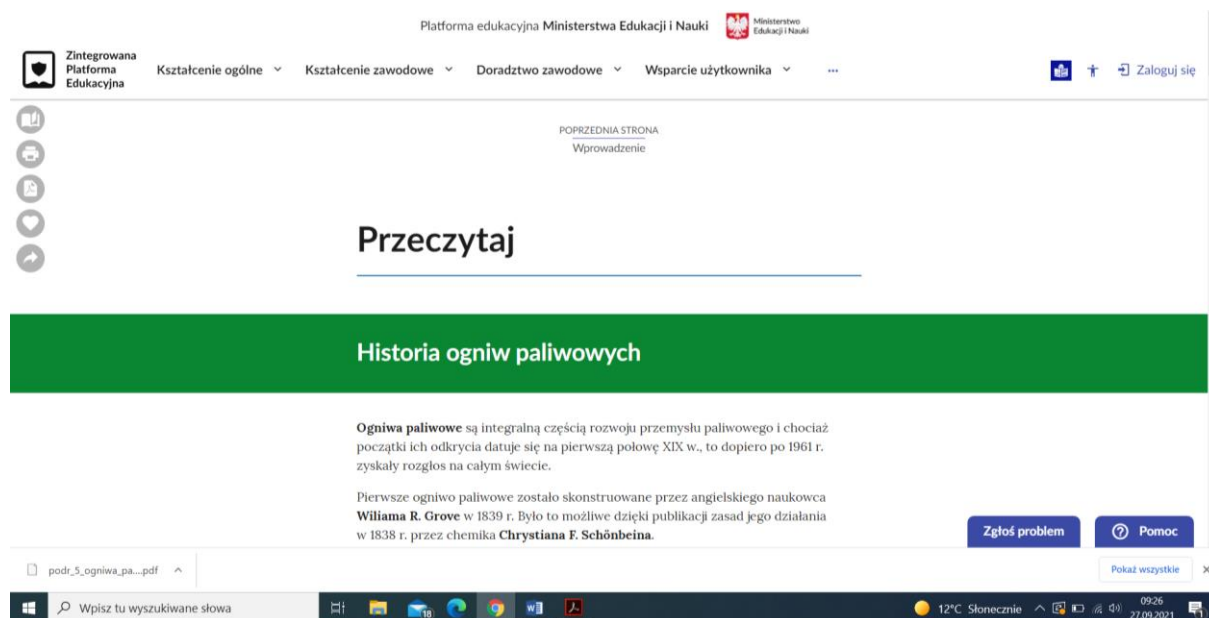 Platforma edukacyjna Ministerstwa Edukacji i Nauki
Ministerstwo
Edukacji i Nauki
Zintegrowana
Platforma
Edukacyjna
Kształcenie ogólne
Kształcenie zawodowe
Doradztwo zawodowe
Wsparcie użytkownika
...
Zaloguj się
POPRZEDNIA STRONA
Wprowadzenie
Przeczytaj
Historia ogniw paliwowych
Ogniwa paliwowe są integralną częścią rozwoju przemysłu paliwowego i chociaż
początki ich odkrycia datuje się na pierwszą połowę XIX w., to dopiero po 1961 r.
zyskały rozgłos na całym świecie.
Pierwsze ogniwo paliwowe zostało skonstruowane przez angielskiego naukowca
Wiliama R. Grove w 1839 r. Było to możliwe dzięki publikacji zasad jego działania
w 1838 r. przez chemika Chrystiana F. Schönbeina.
Zgłoś problem
Pomoc
podr_5_ogniwa_pa....pdf
Pokaż wszystkie
Wpisz tu wyszukiwane słowa
18
12°C Słonecznie
09:26
27.09.2021
1